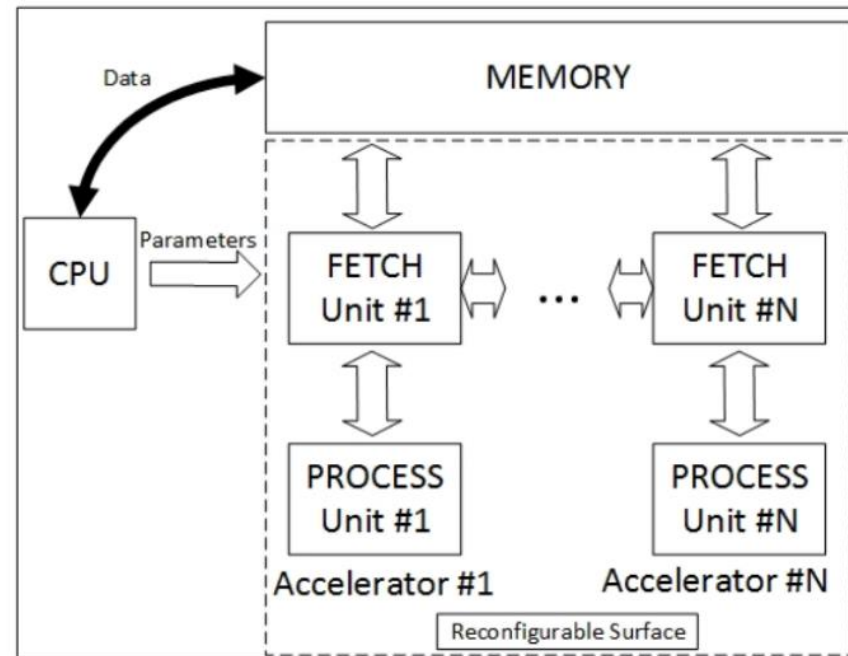 Data
MEMORY
CPU
Parameters
FETCH
Unit #1
...
FETCH
Unit #N
PROCESS
Unit #1
PROCESS
Unit #N
Accelerator #1
Accelerator #N
Reconfigurable Surface